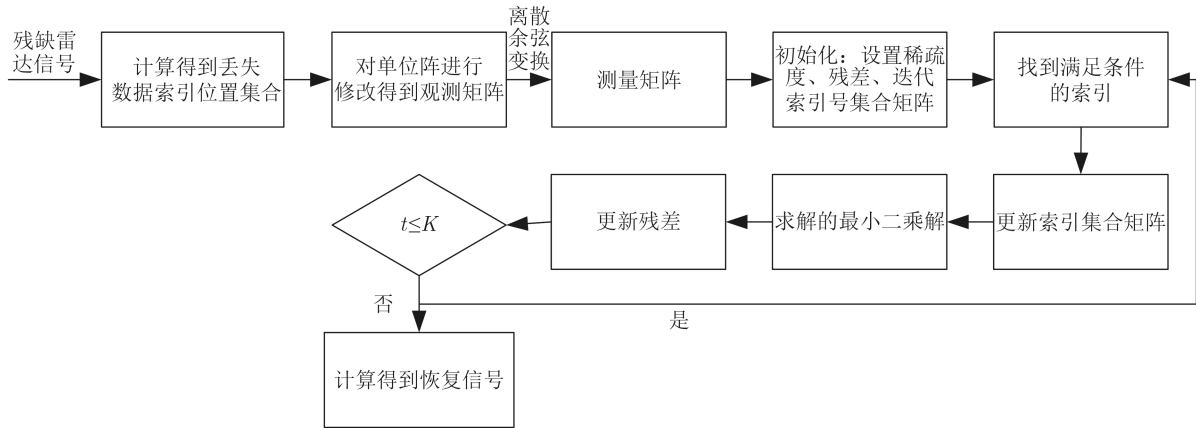 残缺雷
达信号
计算得到丢失
数据索引位置集合
对单位阵进行
修改得到观测矩阵
离散
余弦
变换
测量矩阵
初始化：设置稀疏
度、残差、迭代
索引号集合矩阵
找到满足条件
的索引
更新索引集合矩阵
求解的最小二乘解
更新残差
t≤K
否
是
计算得到恢复信号